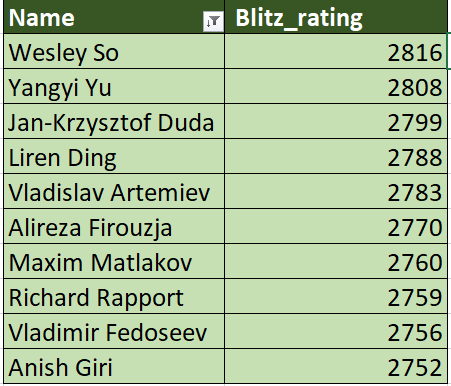 Name Blitz_rating
Wesley So 2816
Yangyi Yu 2808
Jan-Krzysztof Duda 2799
Liren Ding 2788
Vladislav Artemiev 2783
Alireza Firouzja 2770
Maxim Matlakov 2760
Richard Rapport 2759
Vladimir Fedoseev 2756
Anish Giri 2752